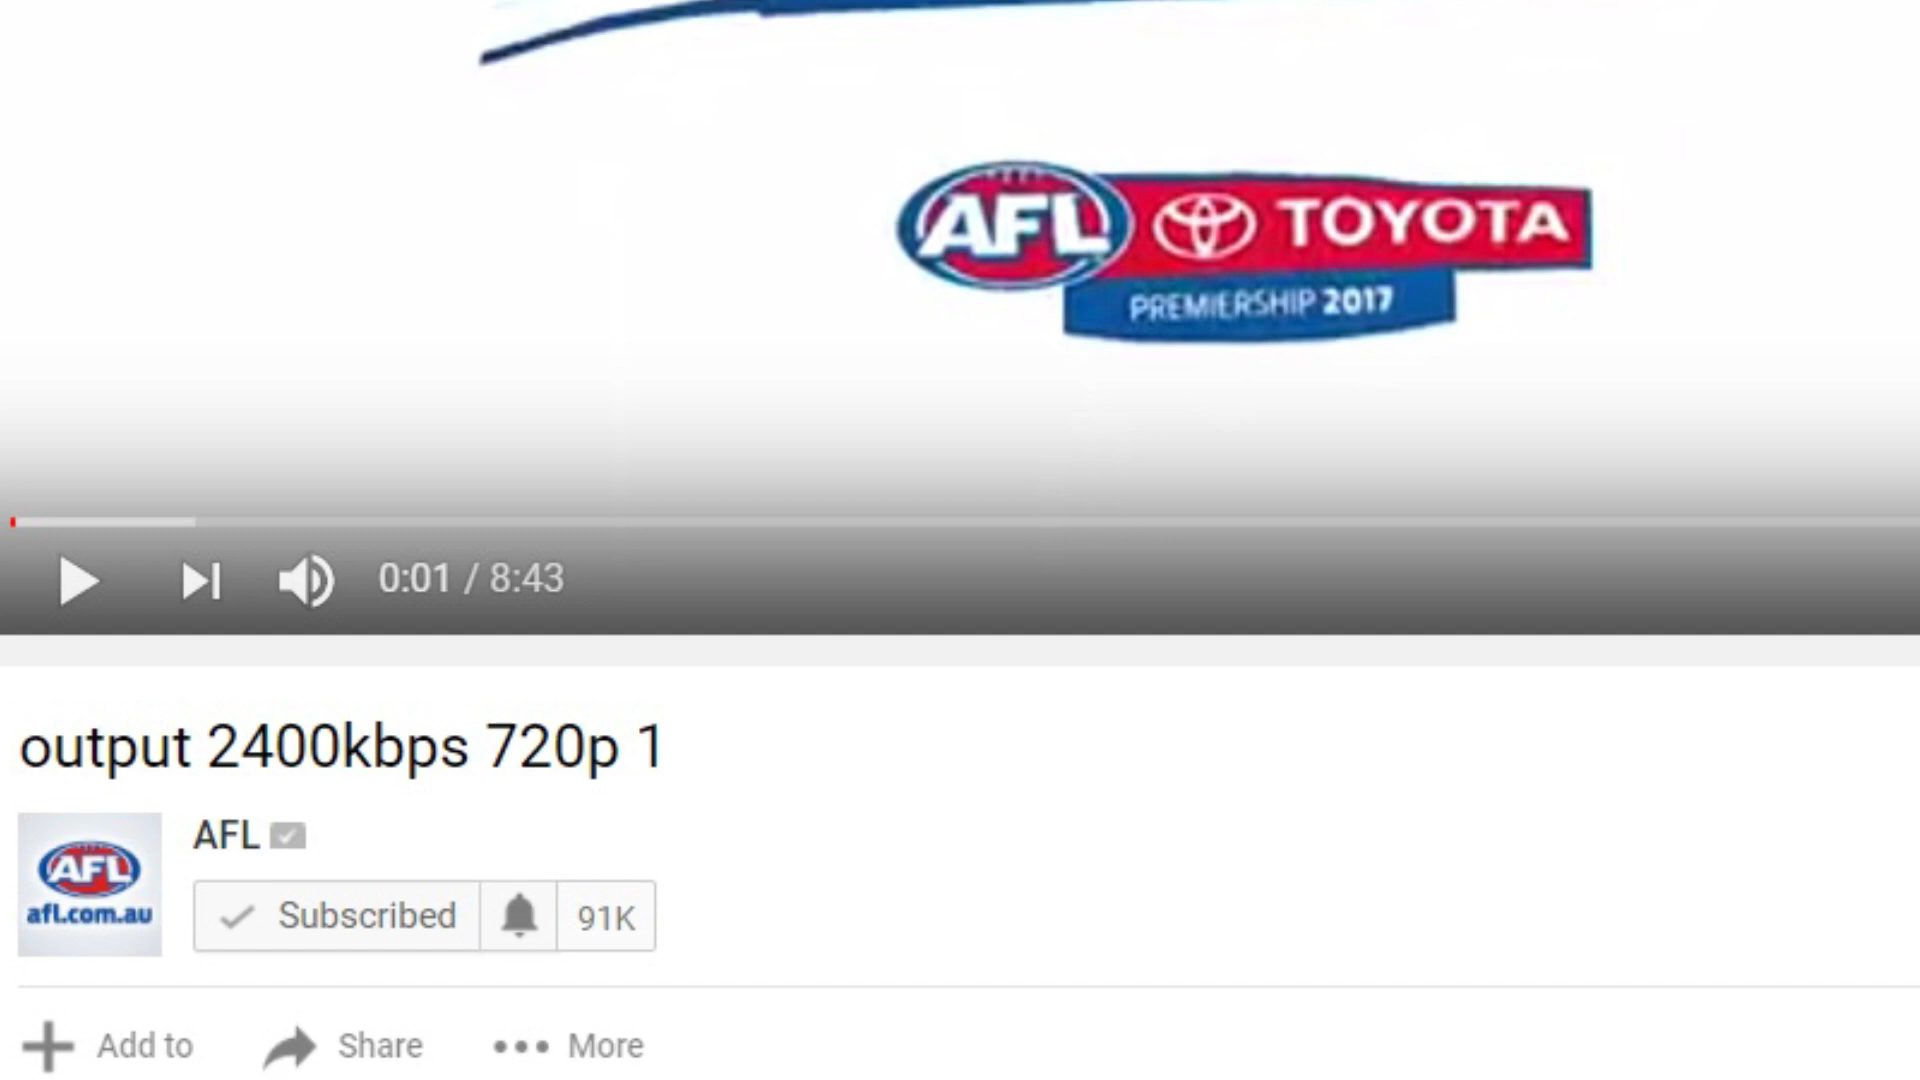 AFL TOYOTA
PREMIERSHIP 2017
0:01 / 8:43
output 2400kbps 720p 1
AFL
AFL
afl.com.au
Subscribed 91K
Add to Share More